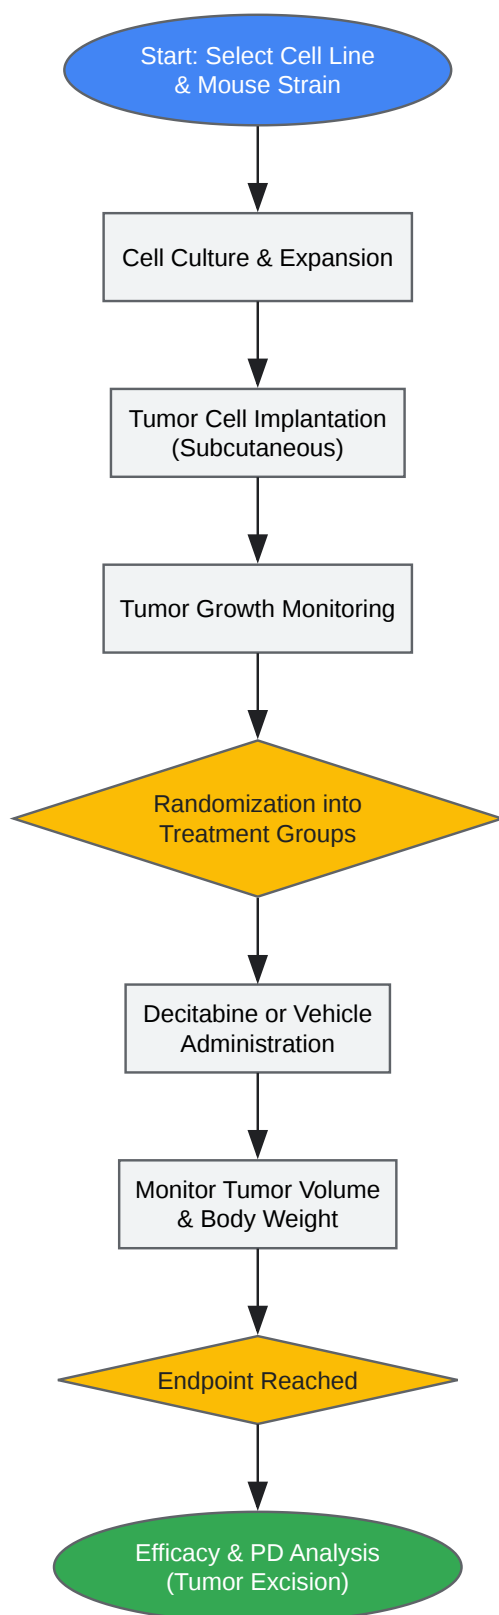 Start: Select Cell Line
& Mouse Strain
Cell Culture & Expansion
Tumor Cell Implantation
(Subcutaneous)
Tumor Growth Monitoring
Randomization into
Treatment Groups
Decitabine or Vehicle
Administration
Monitor Tumor Volume
& Body Weight
Endpoint Reached
Efficacy & PD Analysis
(Tumor Excision)